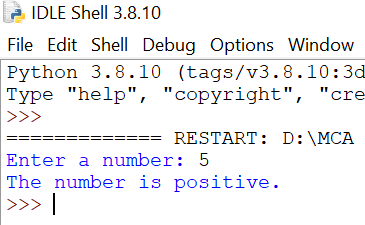 IDLE Shell 3.8.10
File Edit Shell Debug Options Window
Python 3.8.10 (tags/v3.8.10:3d
Type "help", "copyright", "cre
>>>
============= RESTART: D:\MCA
Enter a number: 5
The number is positive.
>>>